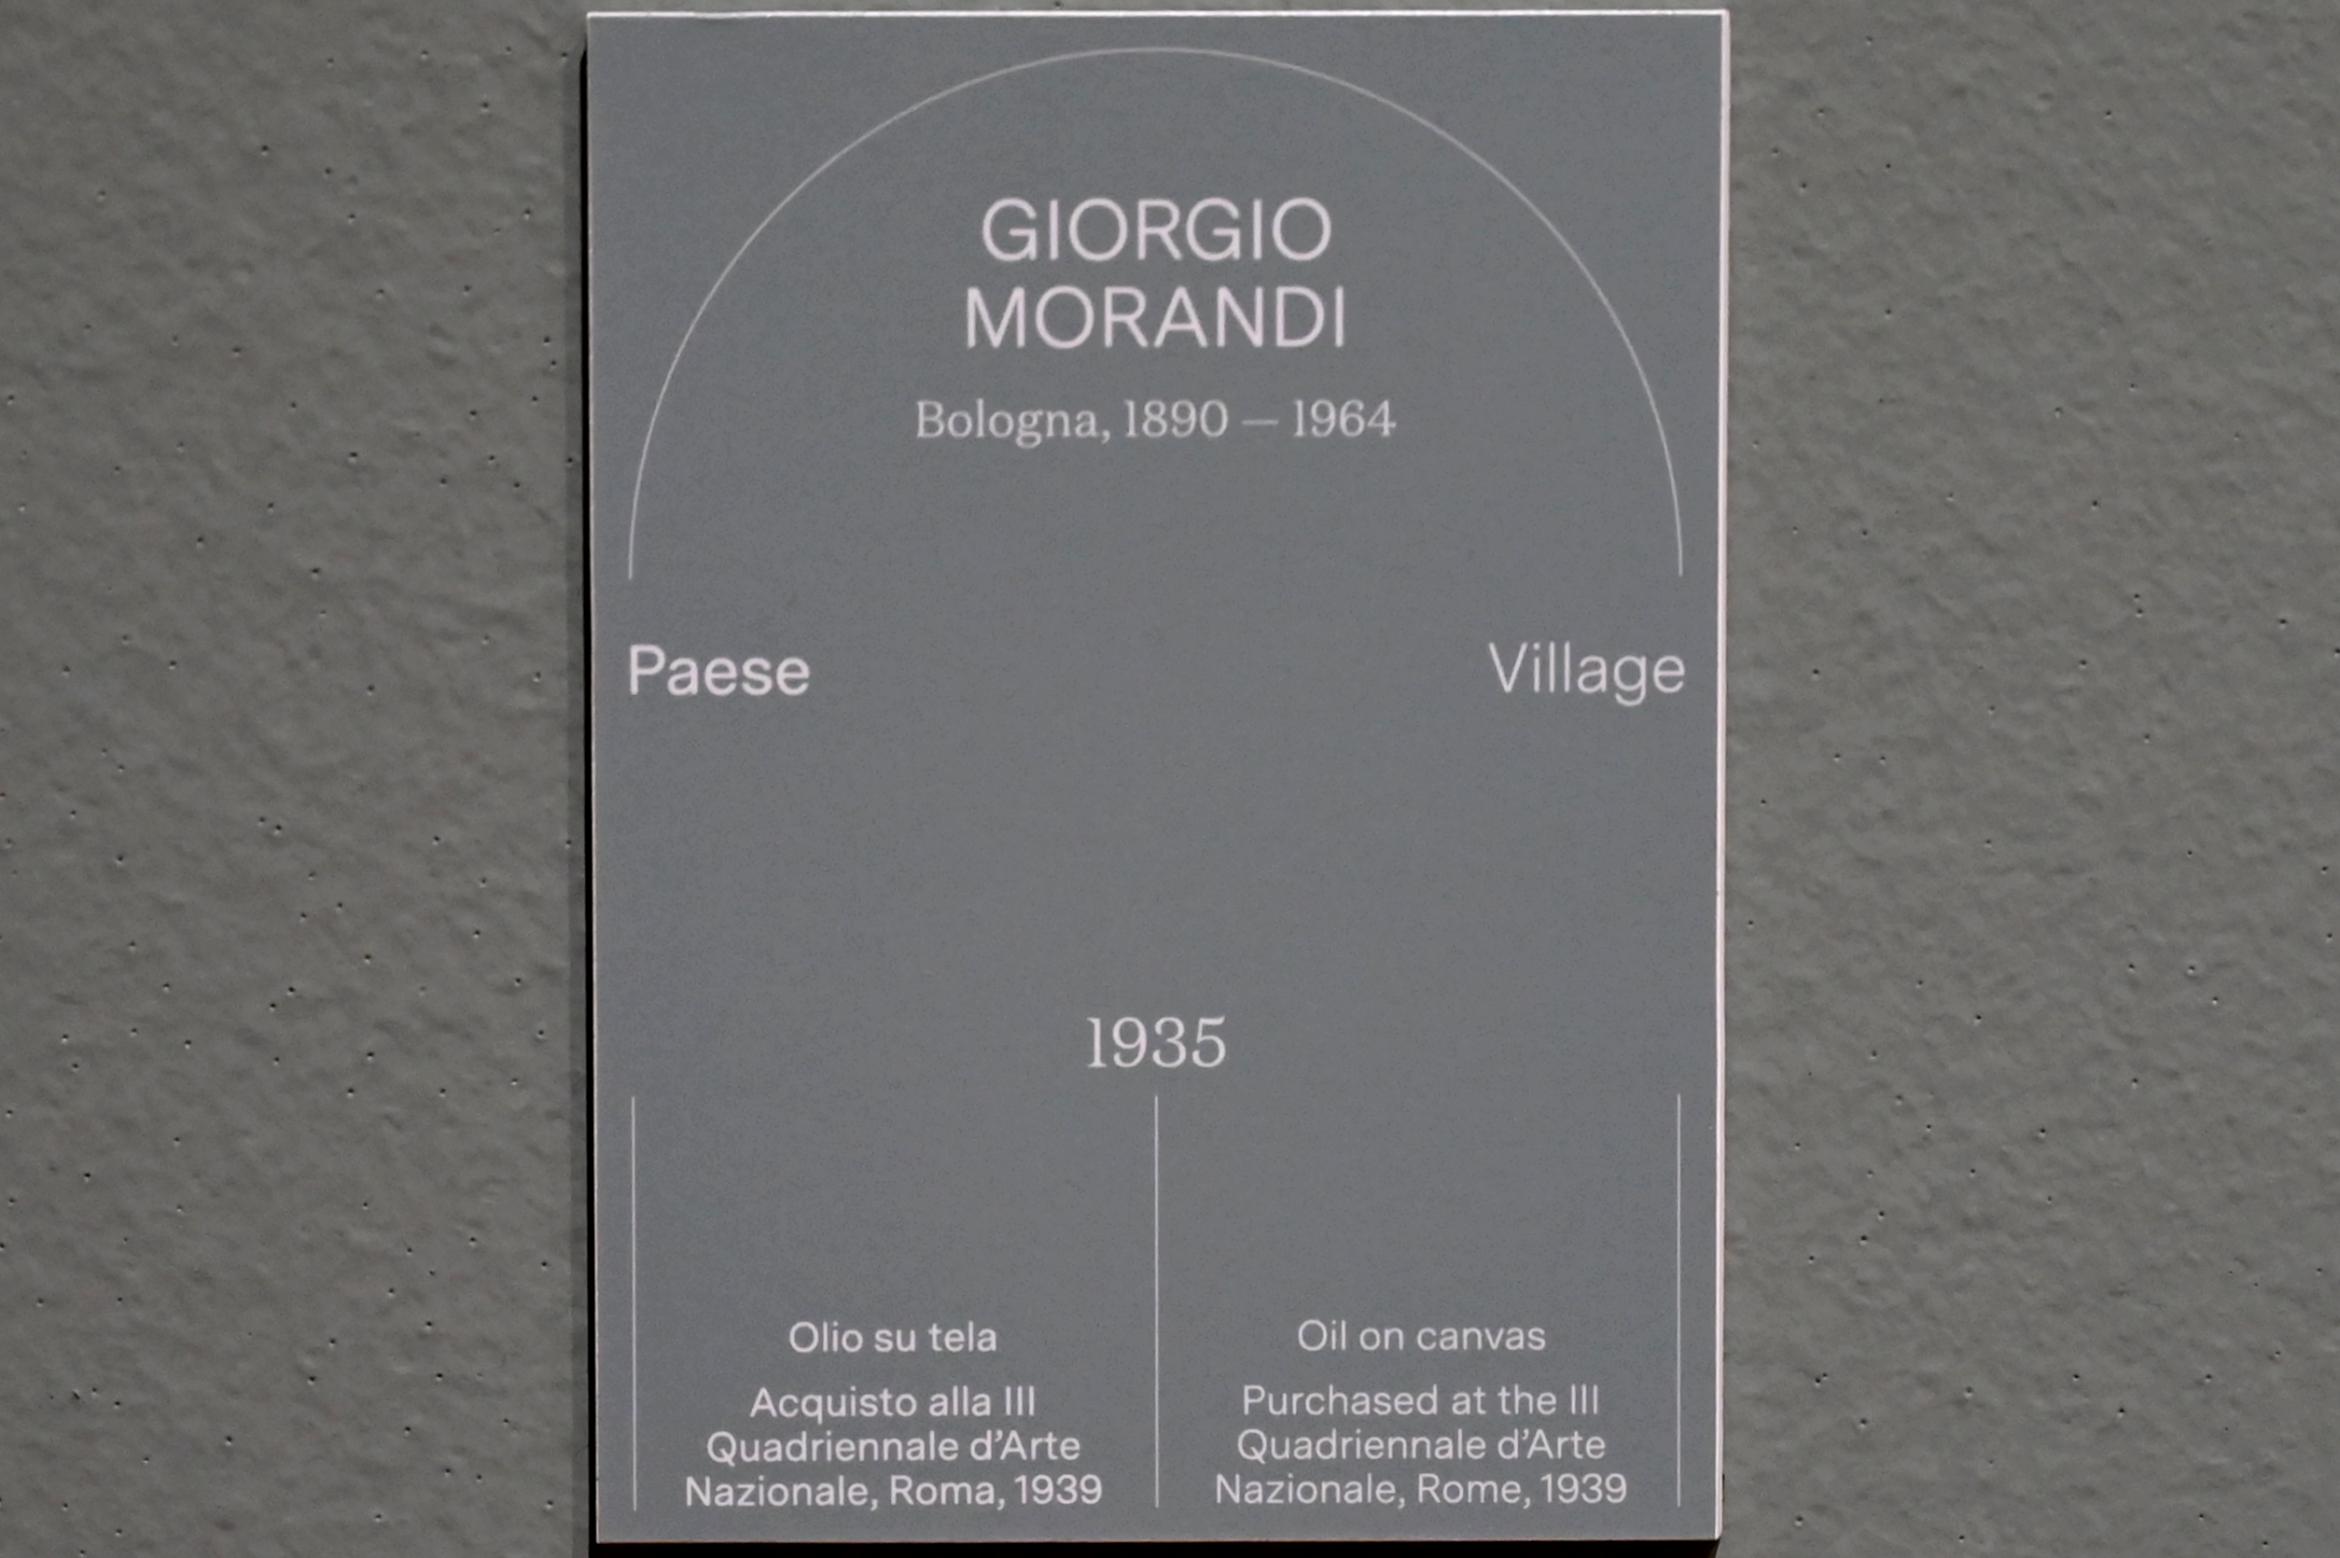 GIORGIO
MORANDI
Bologna, 1890 — 1964
Paese
Village
1935
Olio su tela
Acquisto alla III
Quadriennale d’Arte
Nazionale, Roma, 1939
Oil on canvas
Purchased at the III
Quadriennale d’Arte
Nazionale, Rome, 1939